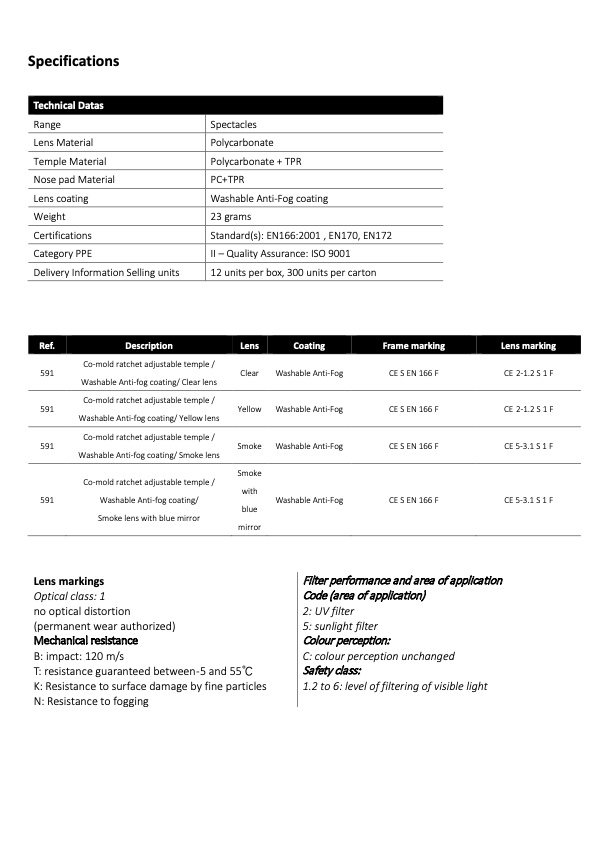 Specifications
Technical Datas
Range Spectacles
Lens Material Polycarbonate
Temple Material Polycarbonate + TPR
Nose pad Material PC+TPR
Lens coating Washable Anti-Fog coating
Weight 23 grams
Certifications Standard(s): EN166:2001 , EN170, EN172
Category PPE II – Quality Assurance: ISO 9001
Delivery Information Selling units 12 units per box, 300 units per carton
Ref. Description Lens Coating Frame marking Lens marking
591 Co-mold ratchet adjustable temple / Clear Washable Anti-Fog CE S EN 166 F CE 2-1.2 S 1 F
Washable Anti-fog coating/ Clear lens
591 Co-mold ratchet adjustable temple / Yellow Washable Anti-Fog CE S EN 166 F CE 2-1.2 S 1 F
Washable Anti-fog coating/ Yellow lens
591 Co-mold ratchet adjustable temple / Smoke Washable Anti-Fog CE S EN 166 F CE 5-3.1 S 1 F
Washable Anti-fog coating/ Smoke lens
591 Co-mold ratchet adjustable temple / Smoke Washable Anti-Fog CE S EN 166 F CE 5-3.1 S 1 F
Washable Anti-fog coating/ with
Smoke lens with blue mirror blue
mirror
Lens markings
Optical class: 1
no optical distortion
(permanent wear authorized)
Mechanical resistance
B: impact: 120 m/s
T: resistance guaranteed between-5 and 55℃
K: Resistance to surface damage by fine particles
N: Resistance to fogging
Filter performance and area of application
Code (area of application)
2: UV filter
5: sunlight filter
Colour perception:
C: colour perception unchanged
Safety class:
1.2 to 6: level of filtering of visible light